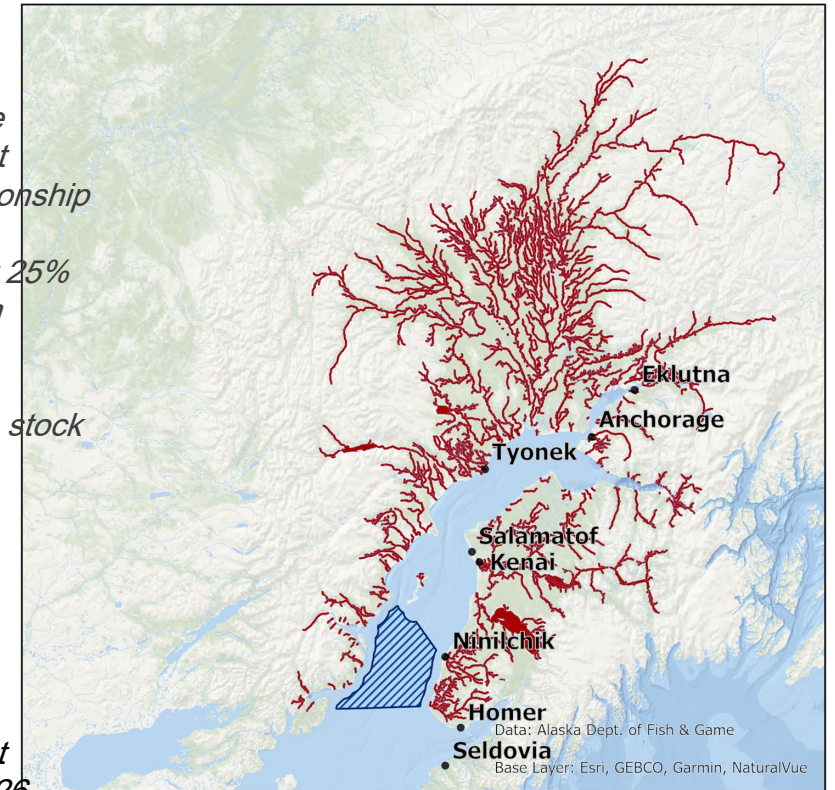 e
t
onship
25%
stock
t
26
Eklutna
Anchorage
Tyonek
Salamatof
Kenai
Ninilchik
Homer
Data: Alaska Dept. of Fish & Game
Seldovia
Base Layer: Esri, GEBCO, Garmin, NaturalVue